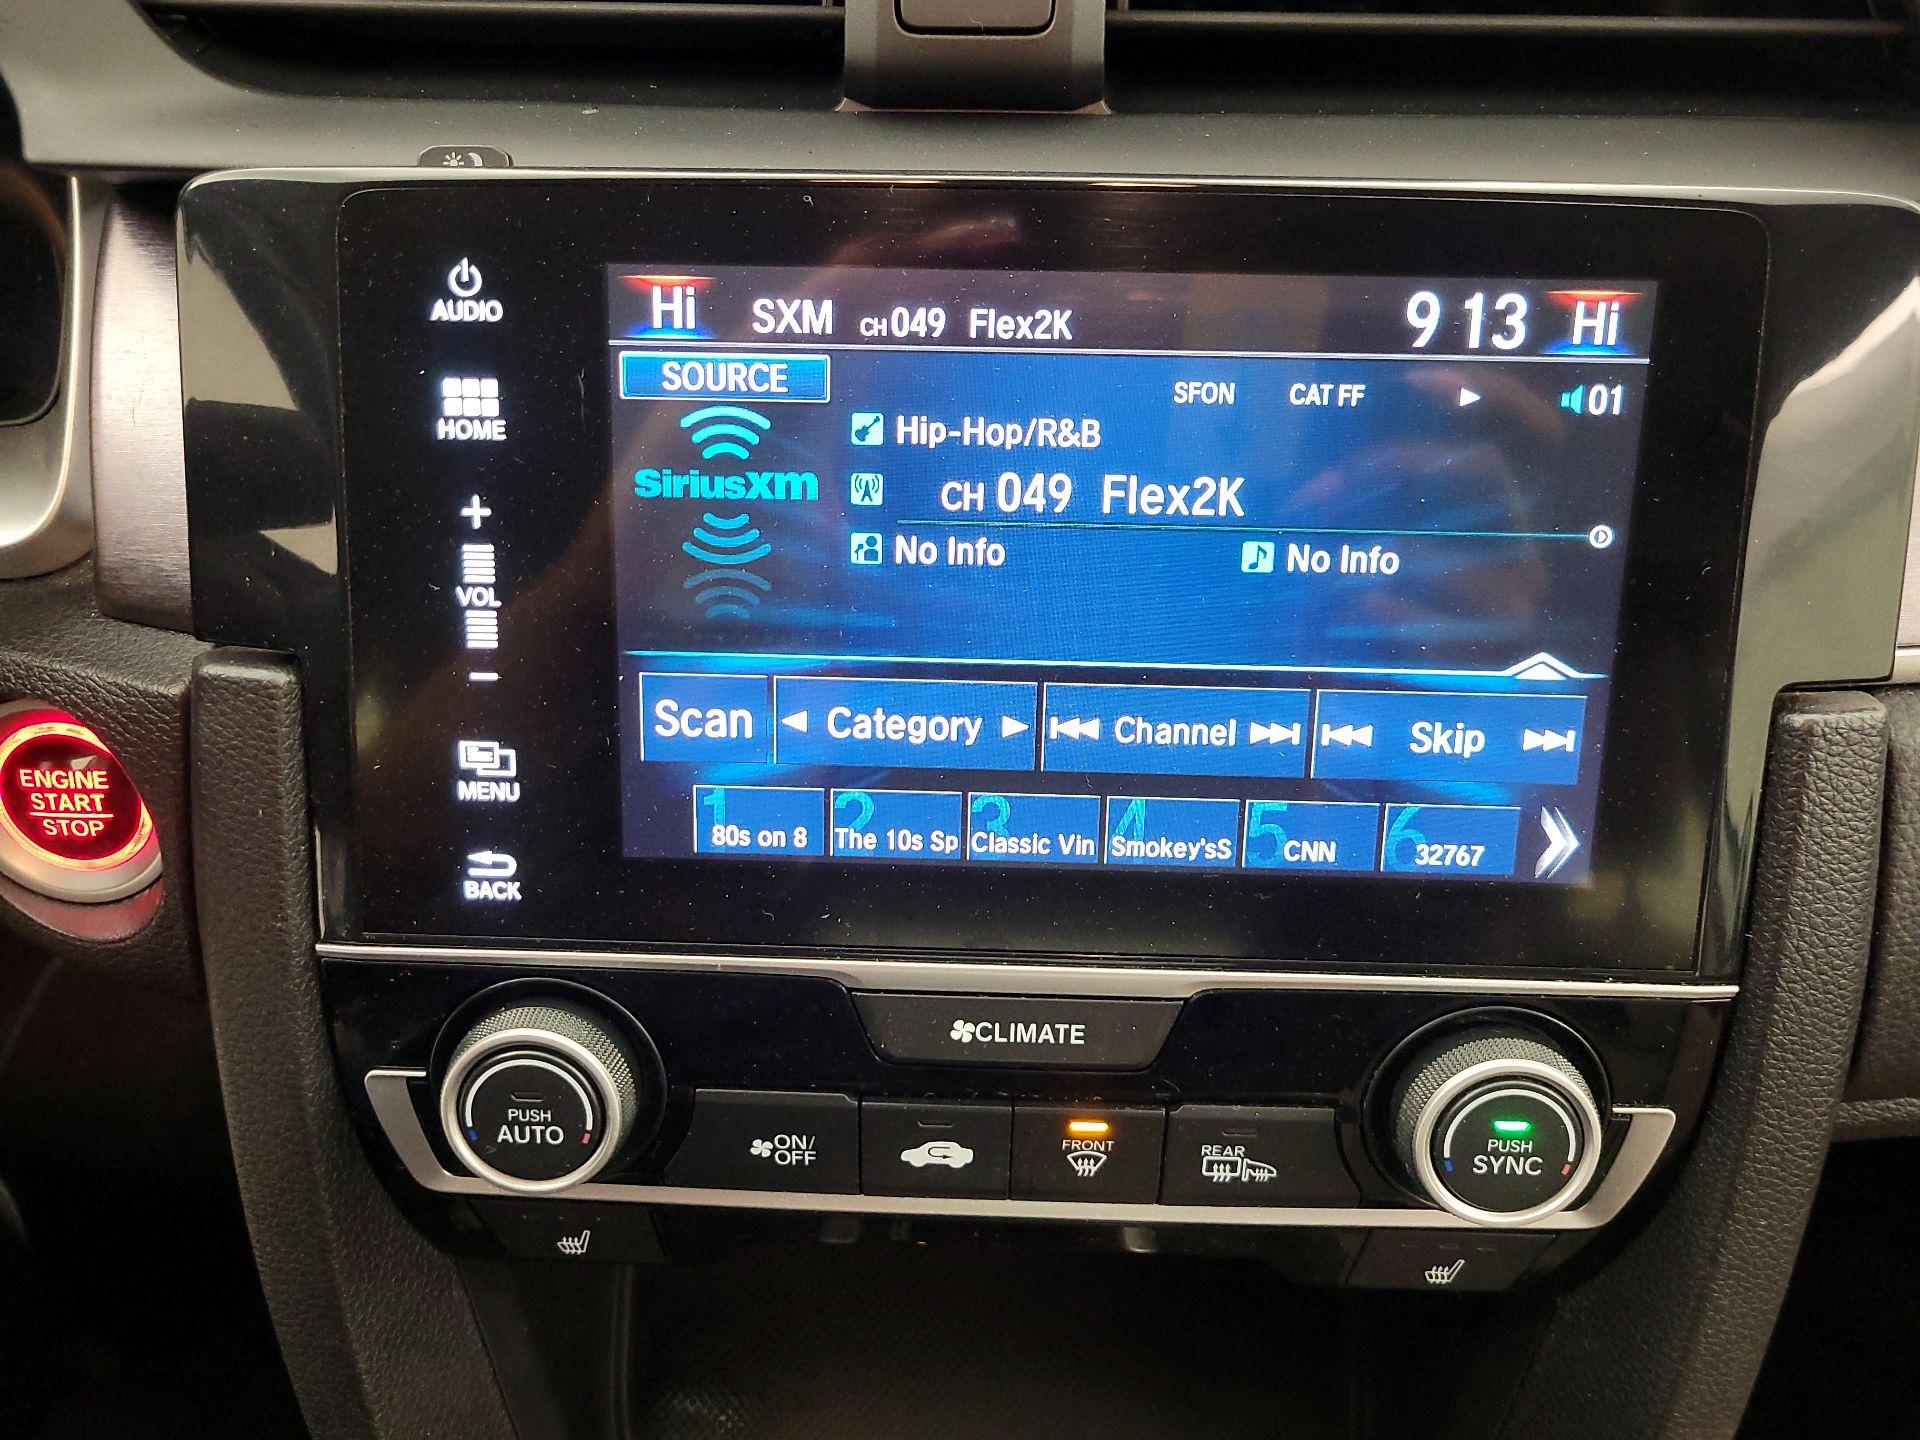 AUDIO
HOME
+
VOL
-
MENU
BACK
Hi SXM CH 049 Flex2K 9 13 Hi
SOURCE
SFON CAT FF 01
SiriusXm
Hip-Hop/R&B
CH 049 Flex2K
No Info No Info
Scan Category Channel Skip
1 80s on 8
2 The 10s Sp
3 Classic Vin
4 Smokey'sS
5 CNN
6 32767
ENGINE
START
STOP
CLIMATE
PUSH
AUTO
ON/
OFF
FRONT
REAR
PUSH
SYNC